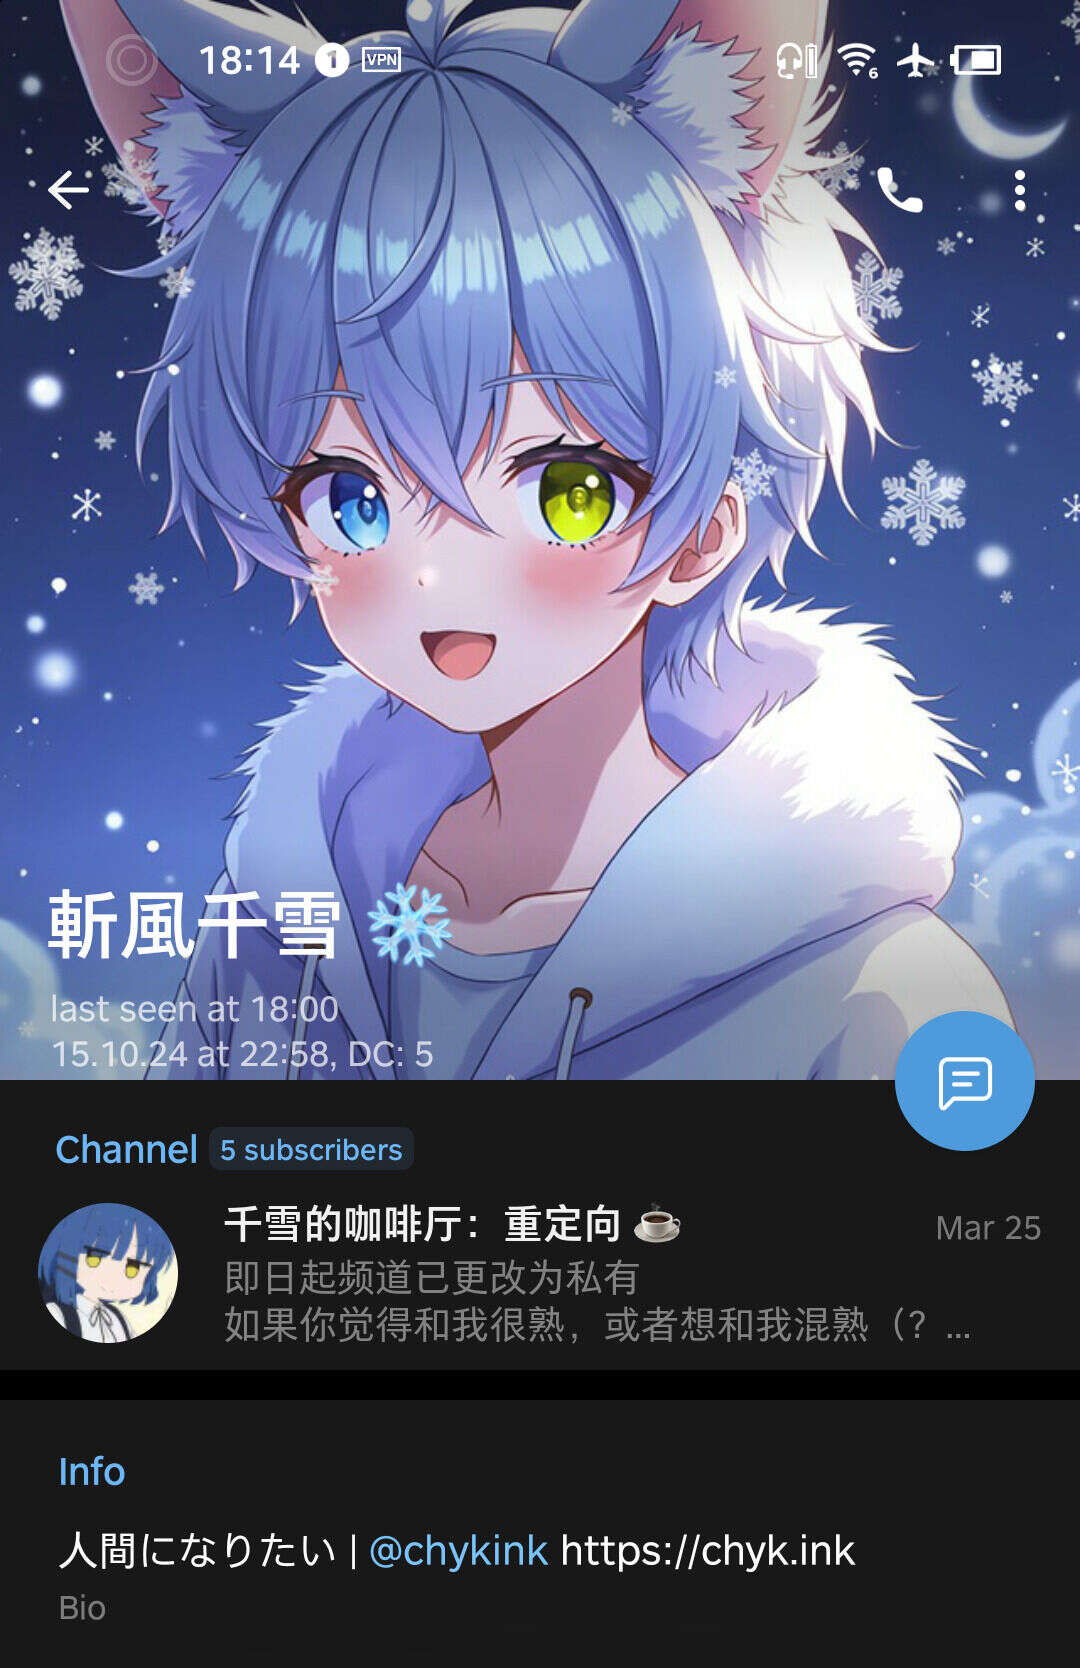 18:14 1 VPN 6
斬風千雪
last seen at 18:00
15.10.24 at 22:58, DC: 5
Channel 5 subscribers
千雪的咖啡厅：重定向 ☕ Mar 25
即日起频道已更改为私有
如果你觉得和我很熟，或者想和我混熟（？...
Info
人間になりたい | @chykink https://chyk.ink
Bio